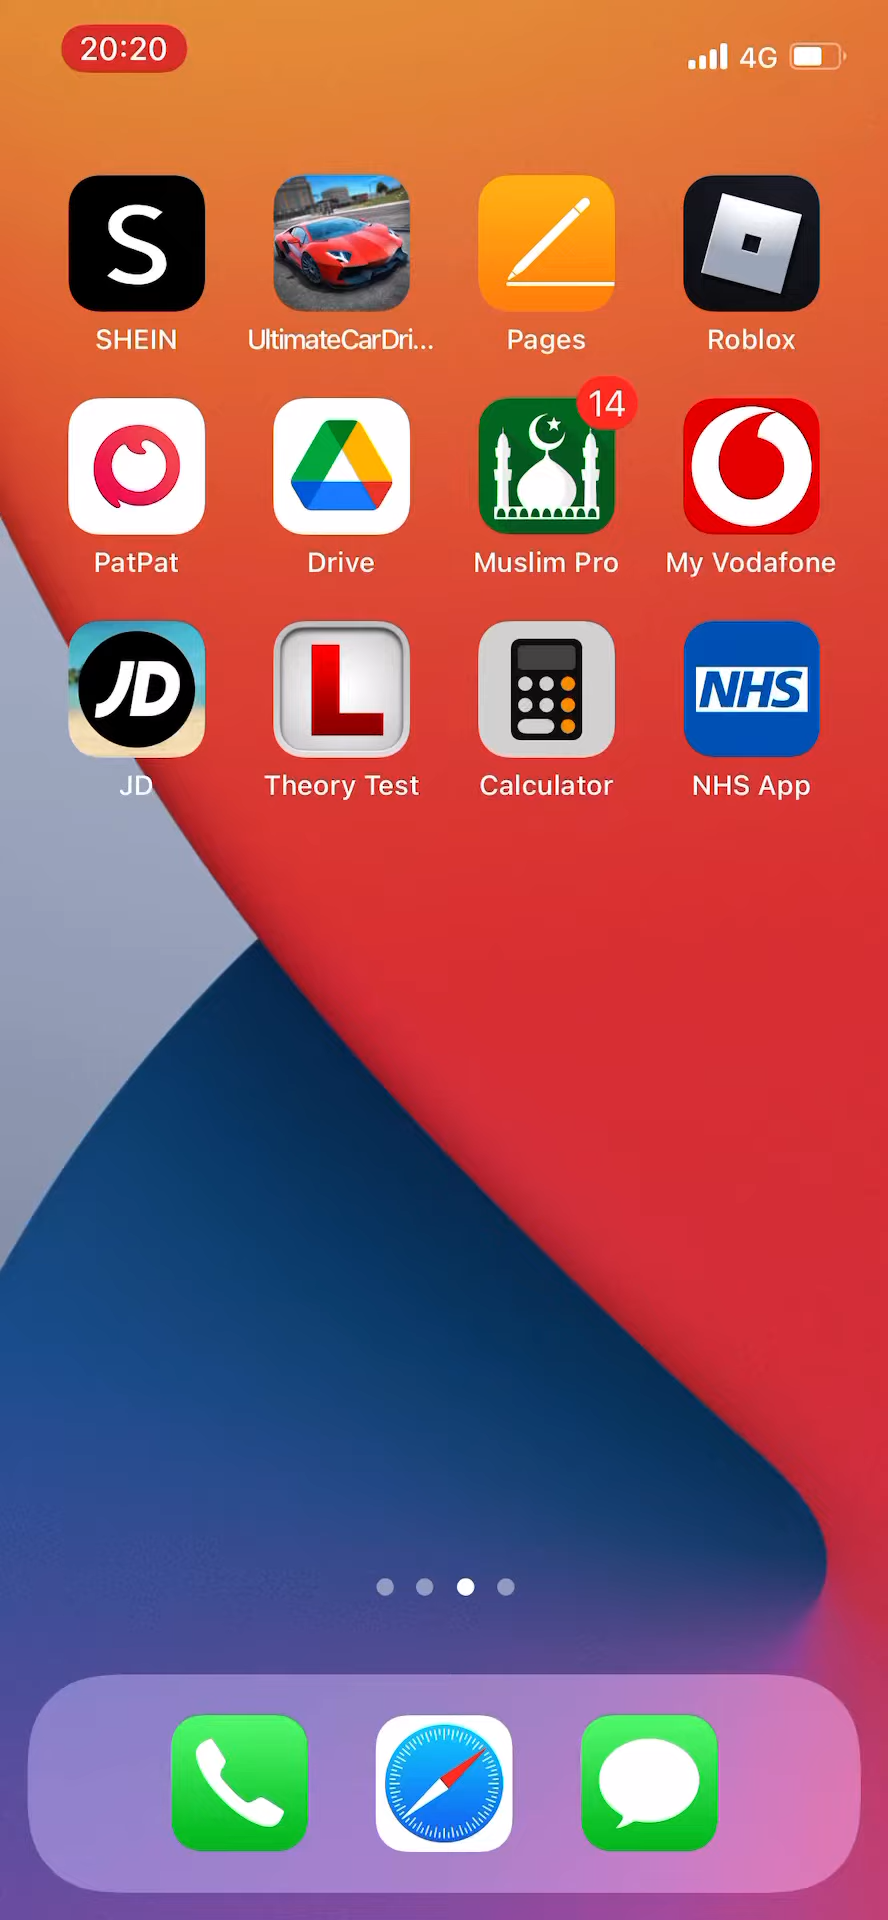 20:20
4G
S
SHEIN
UltimateCarDri...
Pages
Roblox
14
PatPat
Drive
Muslim Pro
My Vodafone
JD
L
NHS
JD
Theory Test
Calculator
NHS App